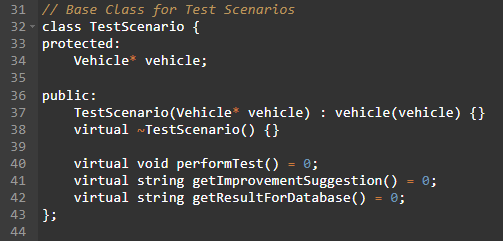 31 // Base Class for Test Scenarios
32 class TestScenario {
33 protected:
34     Vehicle* vehicle;
35
36 public:
37     TestScenario(Vehicle* vehicle) : vehicle(vehicle) {}
38     virtual ~TestScenario() {}
39
40     virtual void performTest() = 0;
41     virtual string getImprovementSuggestion() = 0;
42     virtual string getResultForDatabase() = 0;
43 };
44